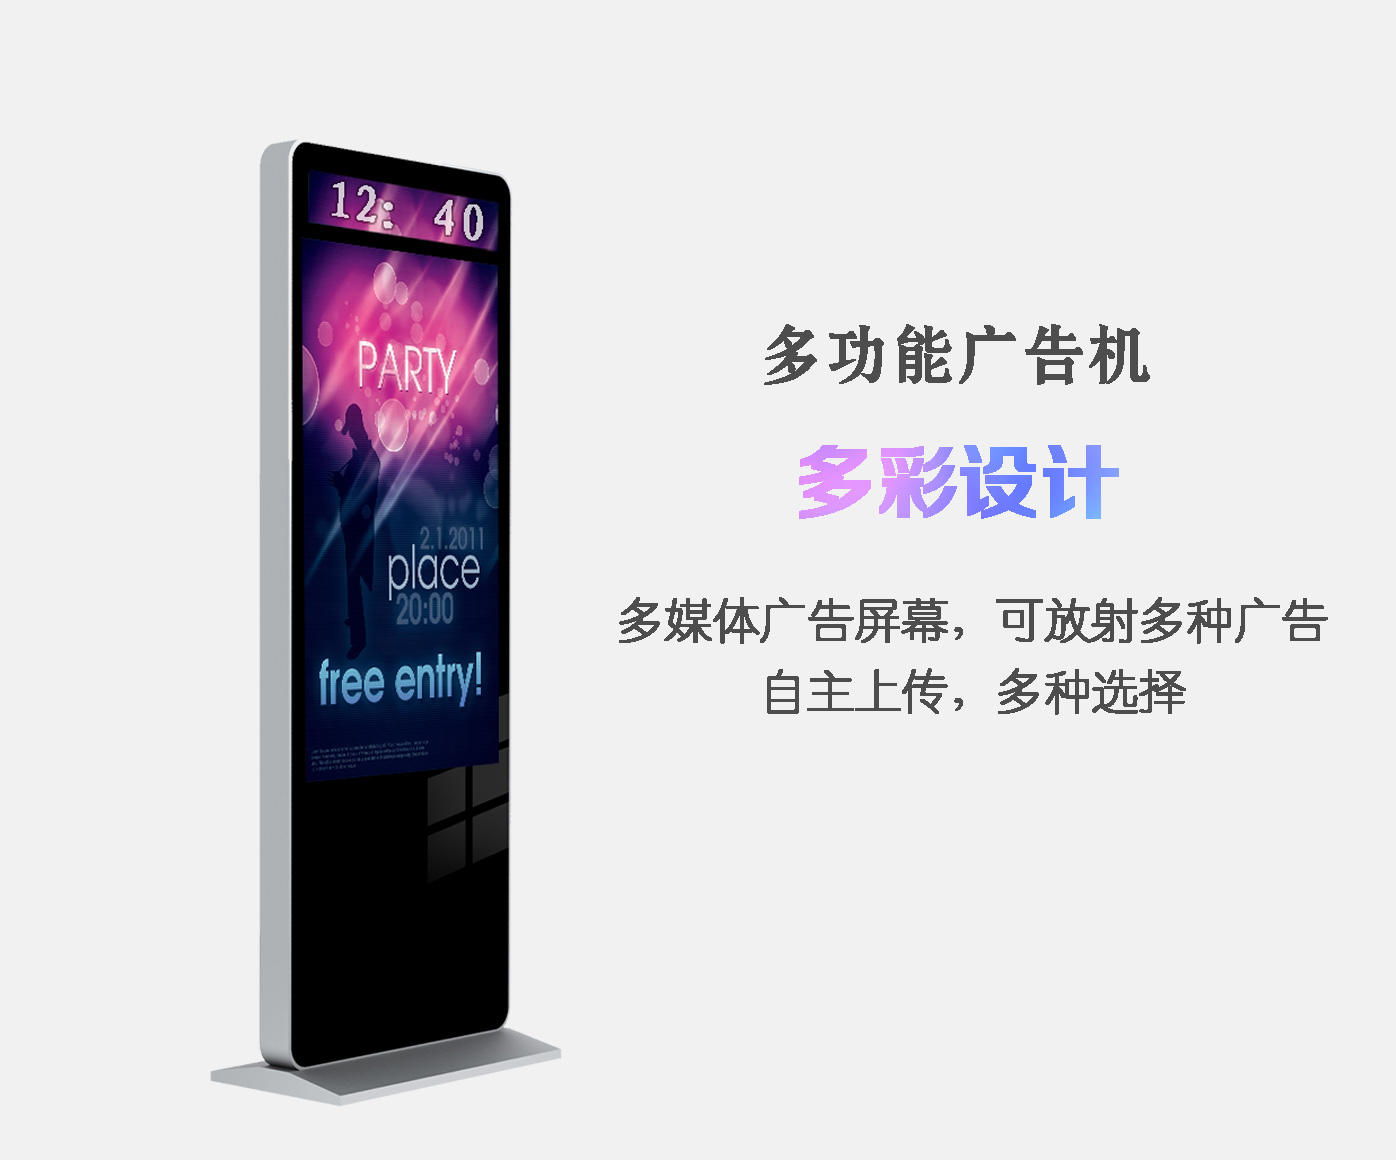 12: 40
PARTY
2.1.2011
place
20:00
free entry!
多功能广告机
多彩设计
多媒体广告屏幕，可放射多种广告
自主上传，多种选择